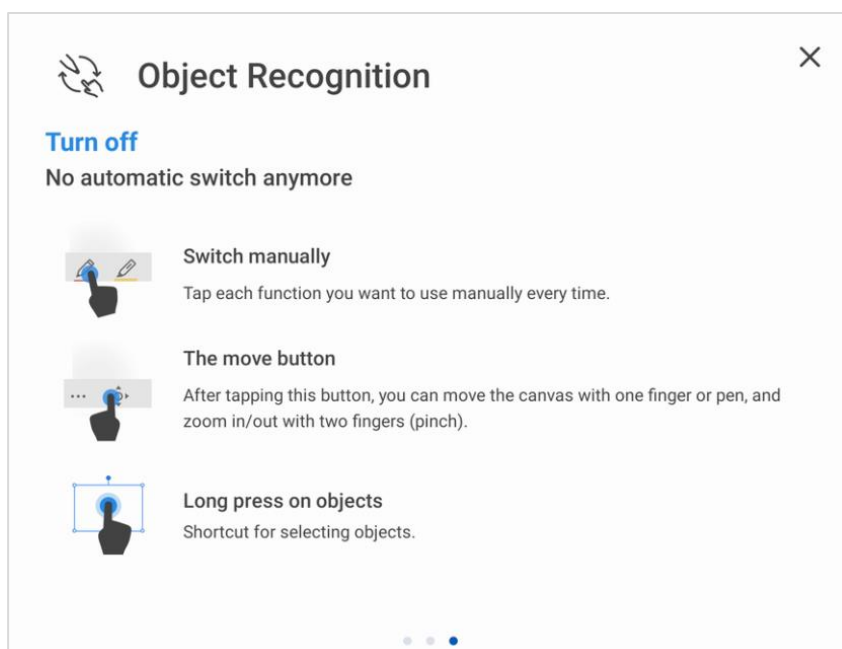 Object Recognition
Turn off
No automatic switch anymore
Switch manually
Tap each function you want to use manually every time.
The move button
After tapping this button, you can move the canvas with one finger or pen, and
zoom in/out with two fingers (pinch).
Long press on objects
Shortcut for selecting objects.